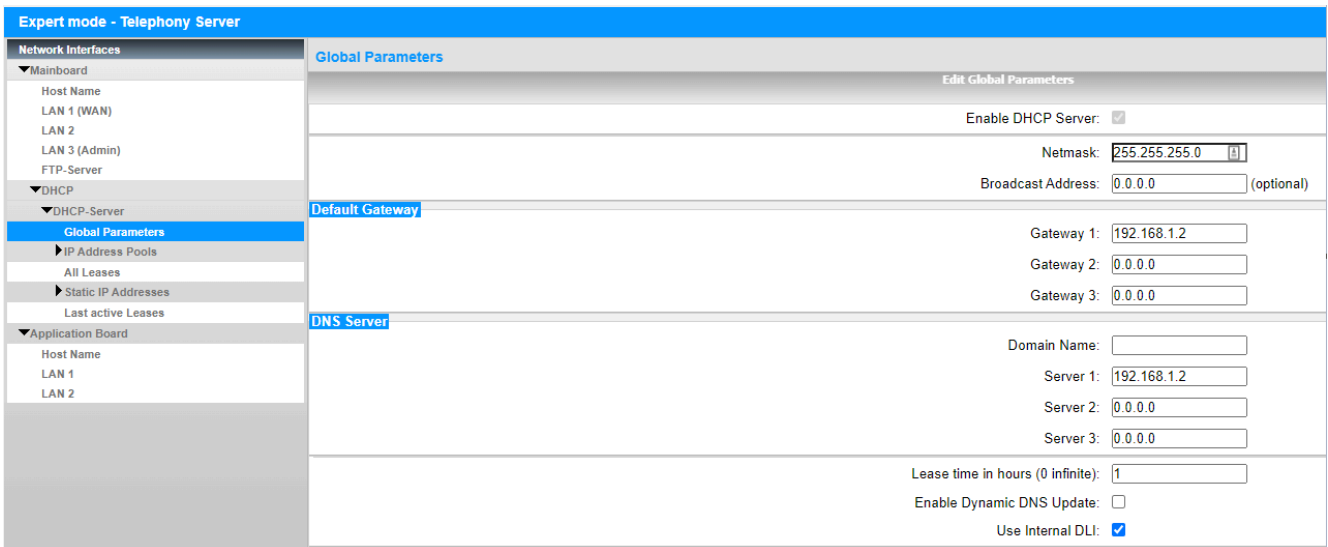 Expert mode - Telephony Server
Network Interfaces
Mainboard
Host Name
LAN 1 (WAN)
LAN 2
LAN 3 (Admin)
FTP-Server
DHCP
DHCP-Server
Global Parameters
IP Address Pools
All Leases
Static IP Addresses
Last active Leases
Application Board
Host Name
LAN 1
LAN 2
Global Parameters
Edit Global Parameters
Enable DHCP Server:
Netmask: 255.255.255.0
Broadcast Address: 0.0.0.0 (optional)
Default Gateway
Gateway 1: 192.168.1.2
Gateway 2: 0.0.0.0
Gateway 3: 0.0.0.0
DNS Server
Domain Name:
Server 1: 192.168.1.2
Server 2: 0.0.0.0
Server 3: 0.0.0.0
Lease time in hours (0 infinite): 1
Enable Dynamic DNS Update:
Use Internal DLI: